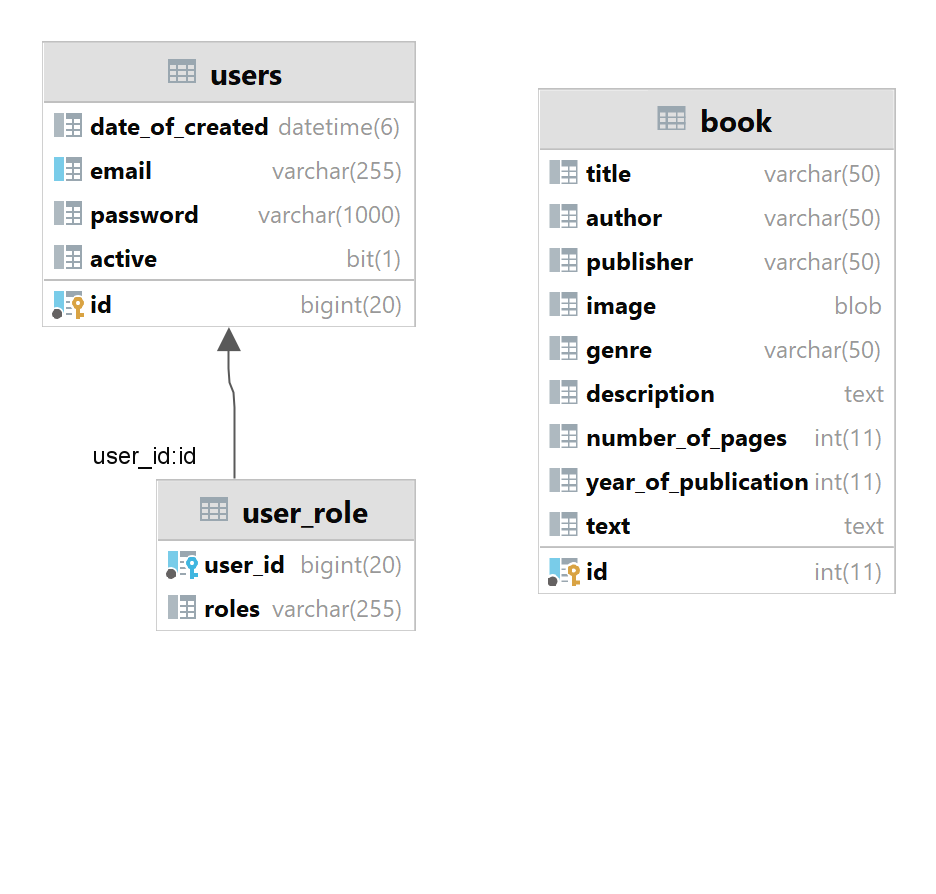 users
date_of_created datetime(6)
email varchar(255)
password varchar(1000)
active bit(1)
id bigint(20)
user_id:id
user_role
user_id bigint(20)
roles varchar(255)
book
title varchar(50)
author varchar(50)
publisher varchar(50)
image blob
genre varchar(50)
description text
number_of_pages int(11)
year_of_publication int(11)
text text
id int(11)